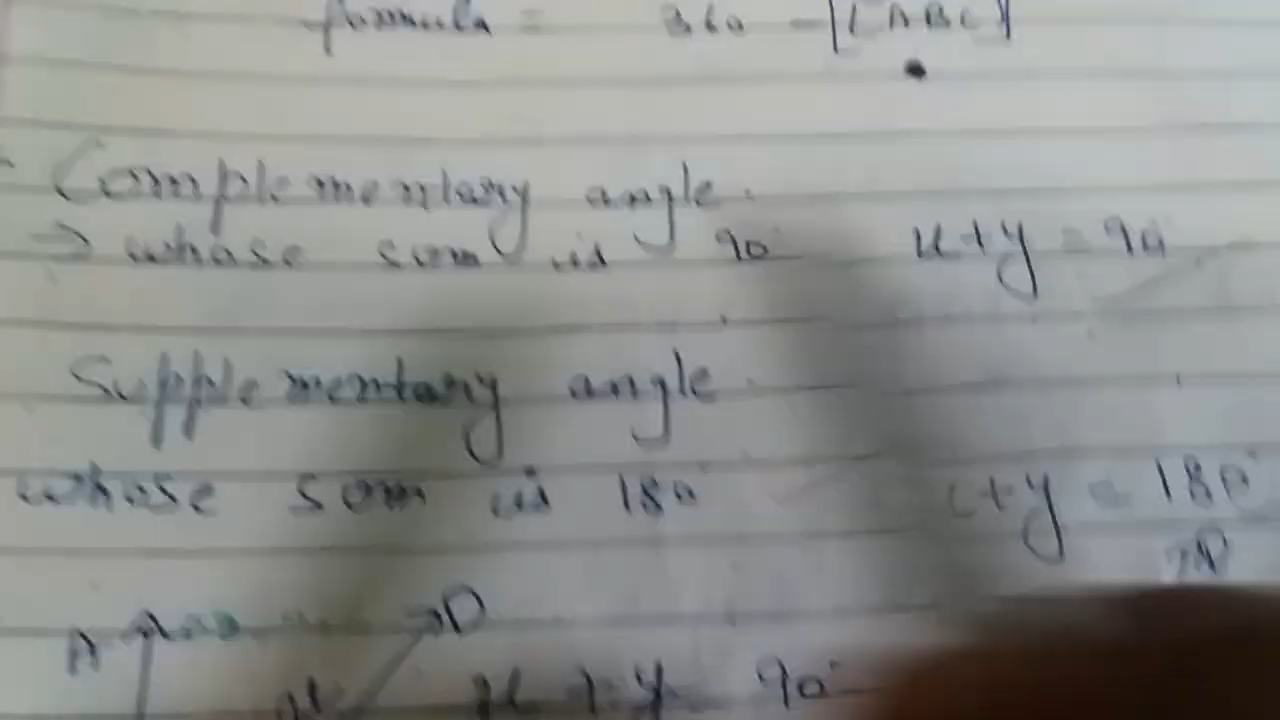 formula = 360 - [∠ABC]
Complementary angle.
→ whose sum is 90° x+y = 90
Supplementary angle.
whose sum is 180° x+y = 180°
A D
x + y 90°